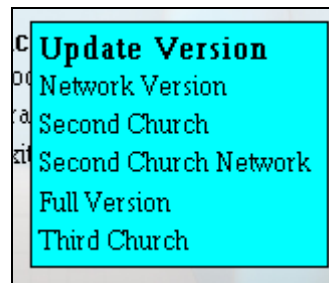 Update Version
Network Version
Second Church
Second Church Network
Full Version
Third Church